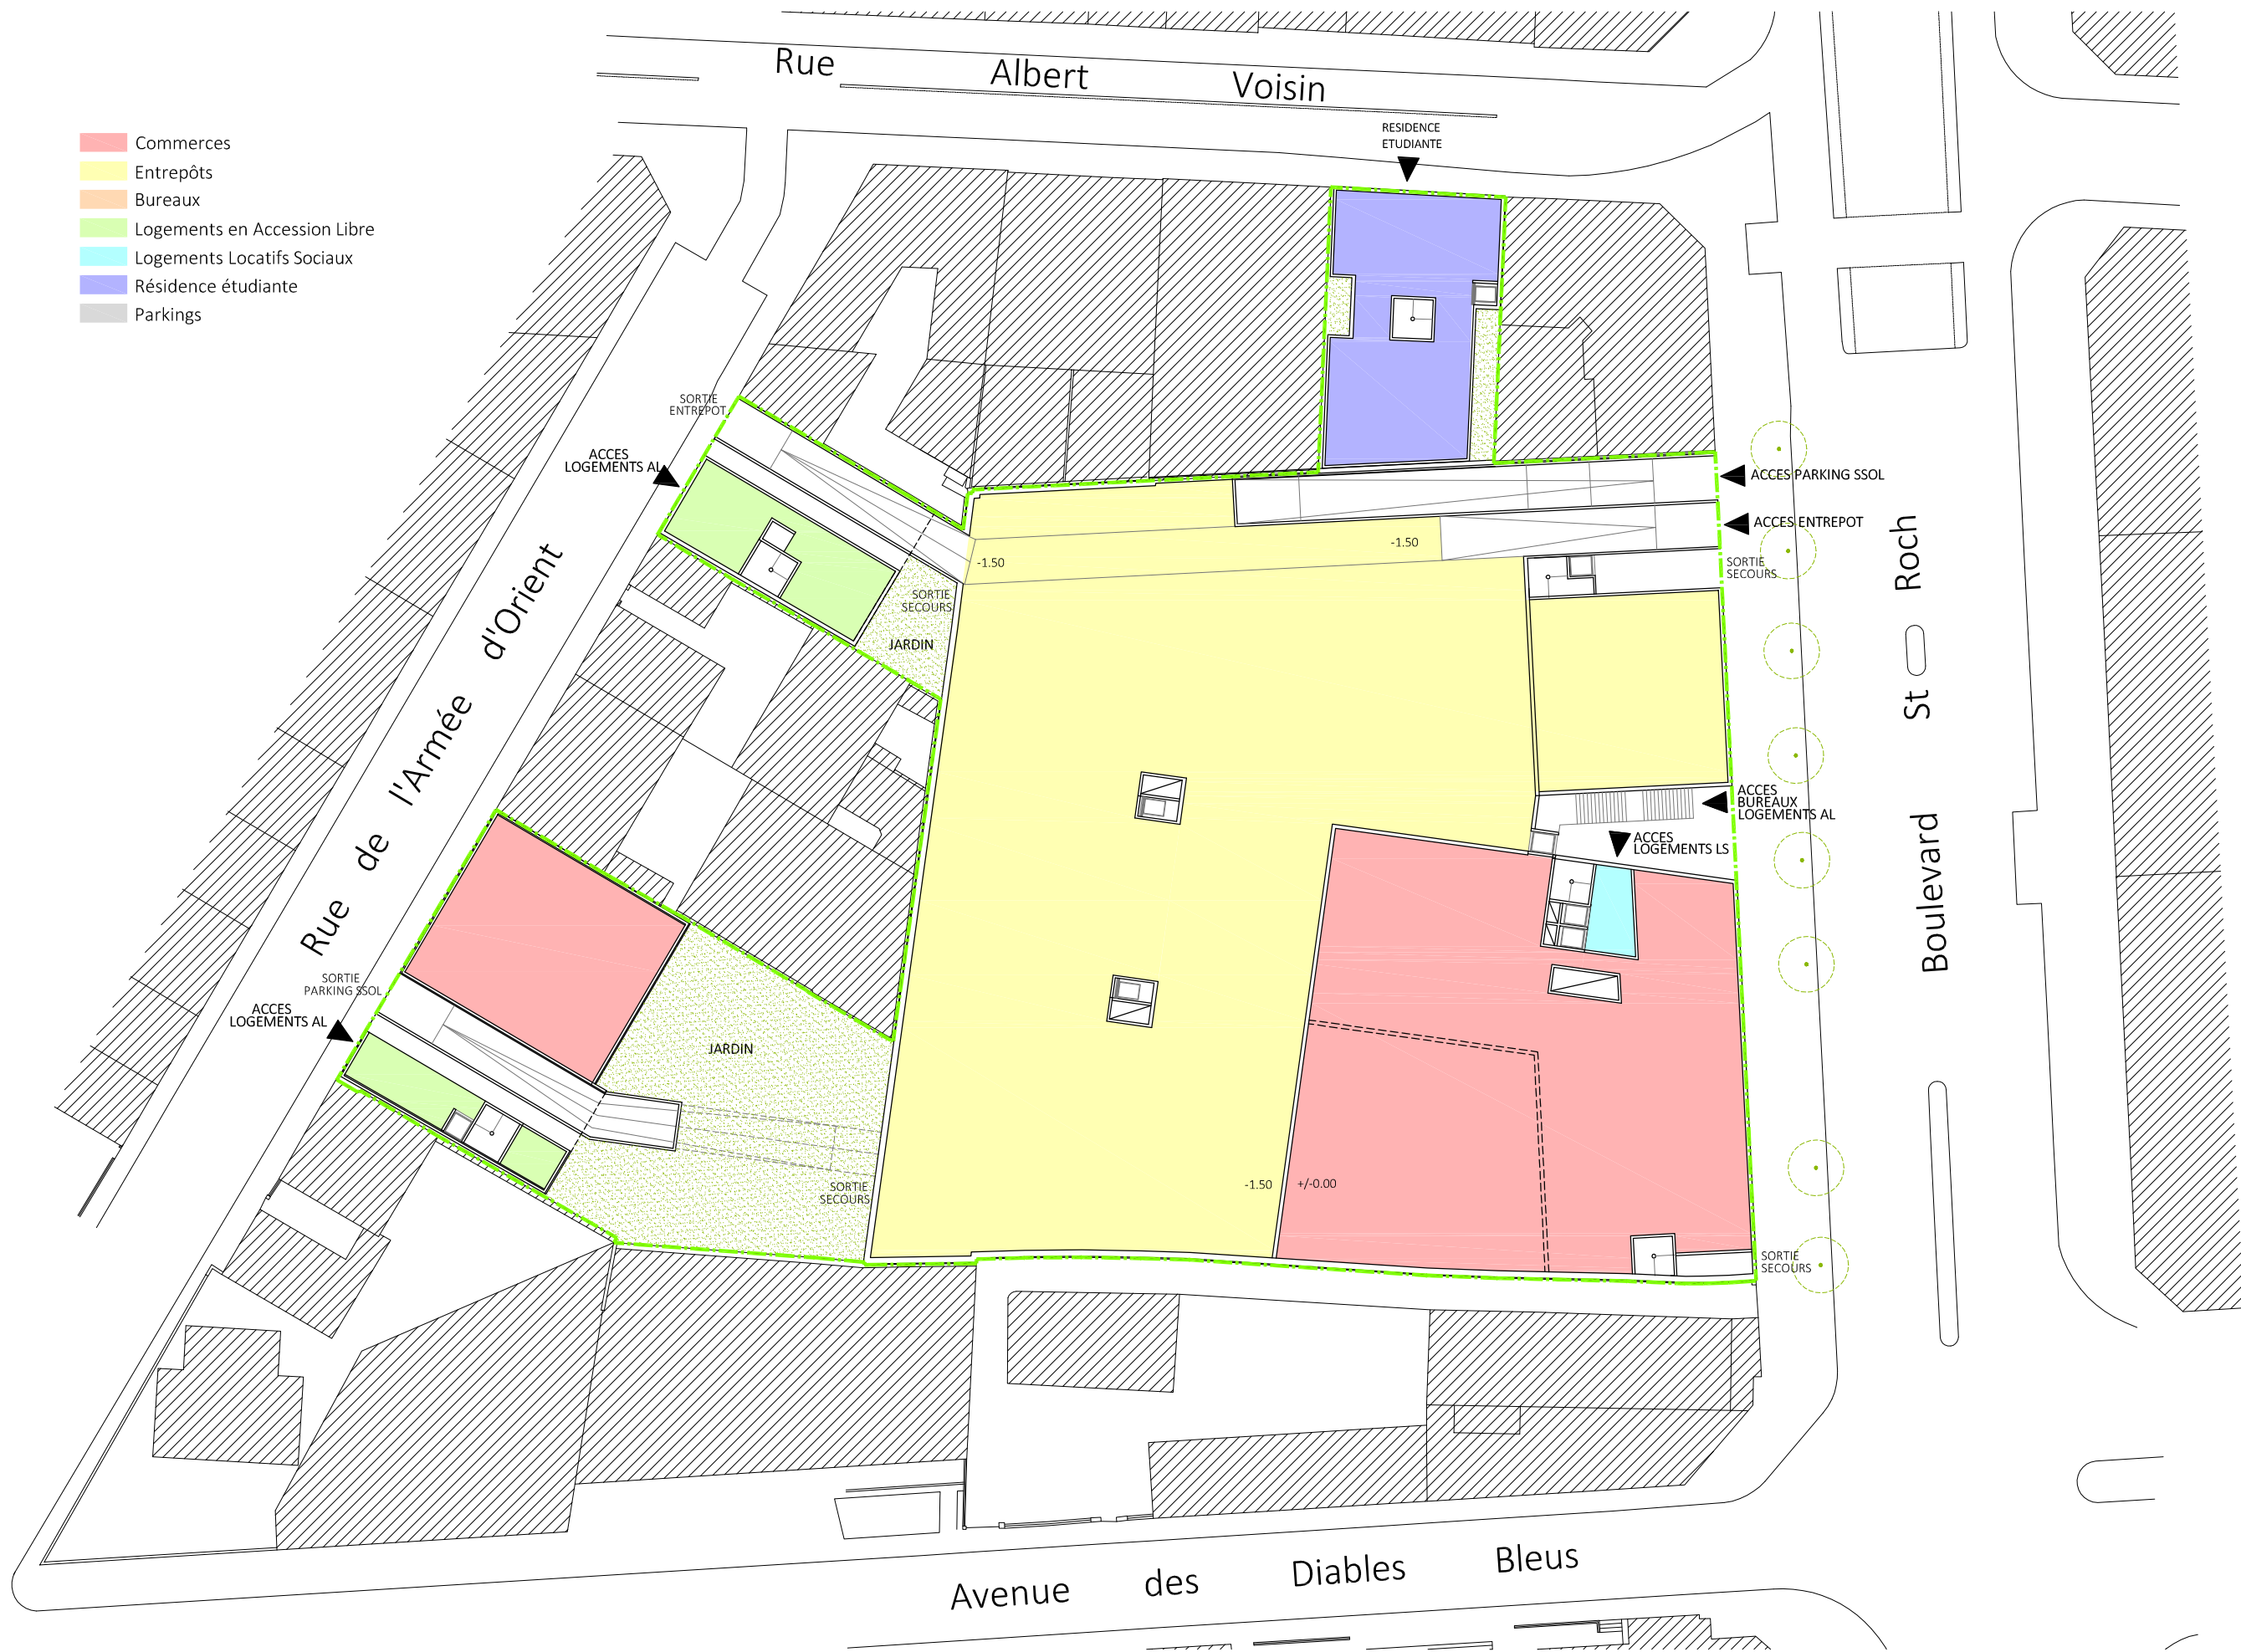 Rue Albert Voisin
Commerces
Entrepôts
Bureaux
Logements en Accession Libre
Logements Locatifs Sociaux
Résidence étudiante
Parkings
RESIDENCE
ETUDIANTE
SORTIE
ENTREPOT
ACCES
LOGEMENTS AL
ACCES PARKING SSOL
ACCES ENTREPOT
-1.50
-1.50
SORTIE
SECOURS
SORTIE
SECOURS
JARDIN
Rue de l'Armée d'Orient
Boulevard St Roch
ACCES
BUREAUX
LOGEMENTS AL
ACCES
LOGEMENTS LS
SORTIE
PARKING SSOL
ACCES
LOGEMENTS AL
JARDIN
SORTIE
SECOURS
-1.50
+/-0.00
SORTIE
SECOURS
Avenue des Diables Bleus